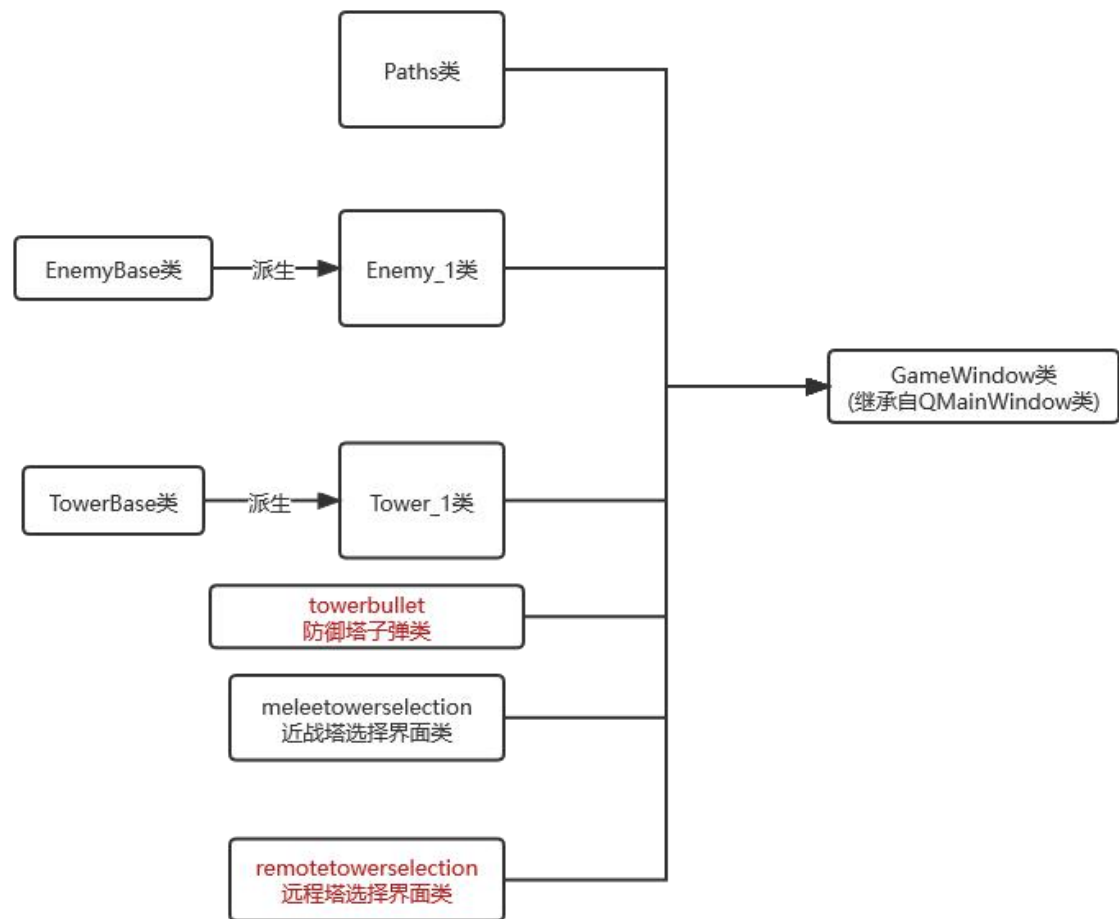 Paths类
EnemyBase类
派生
Enemy_1类
GameWindow类
(继承自QMainWindow类)
TowerBase类
派生
Tower_1类
towerbullet
防御塔子弹类
meleetowerselection
近战塔选择界面类
remotetowerselection
远程塔选择界面类